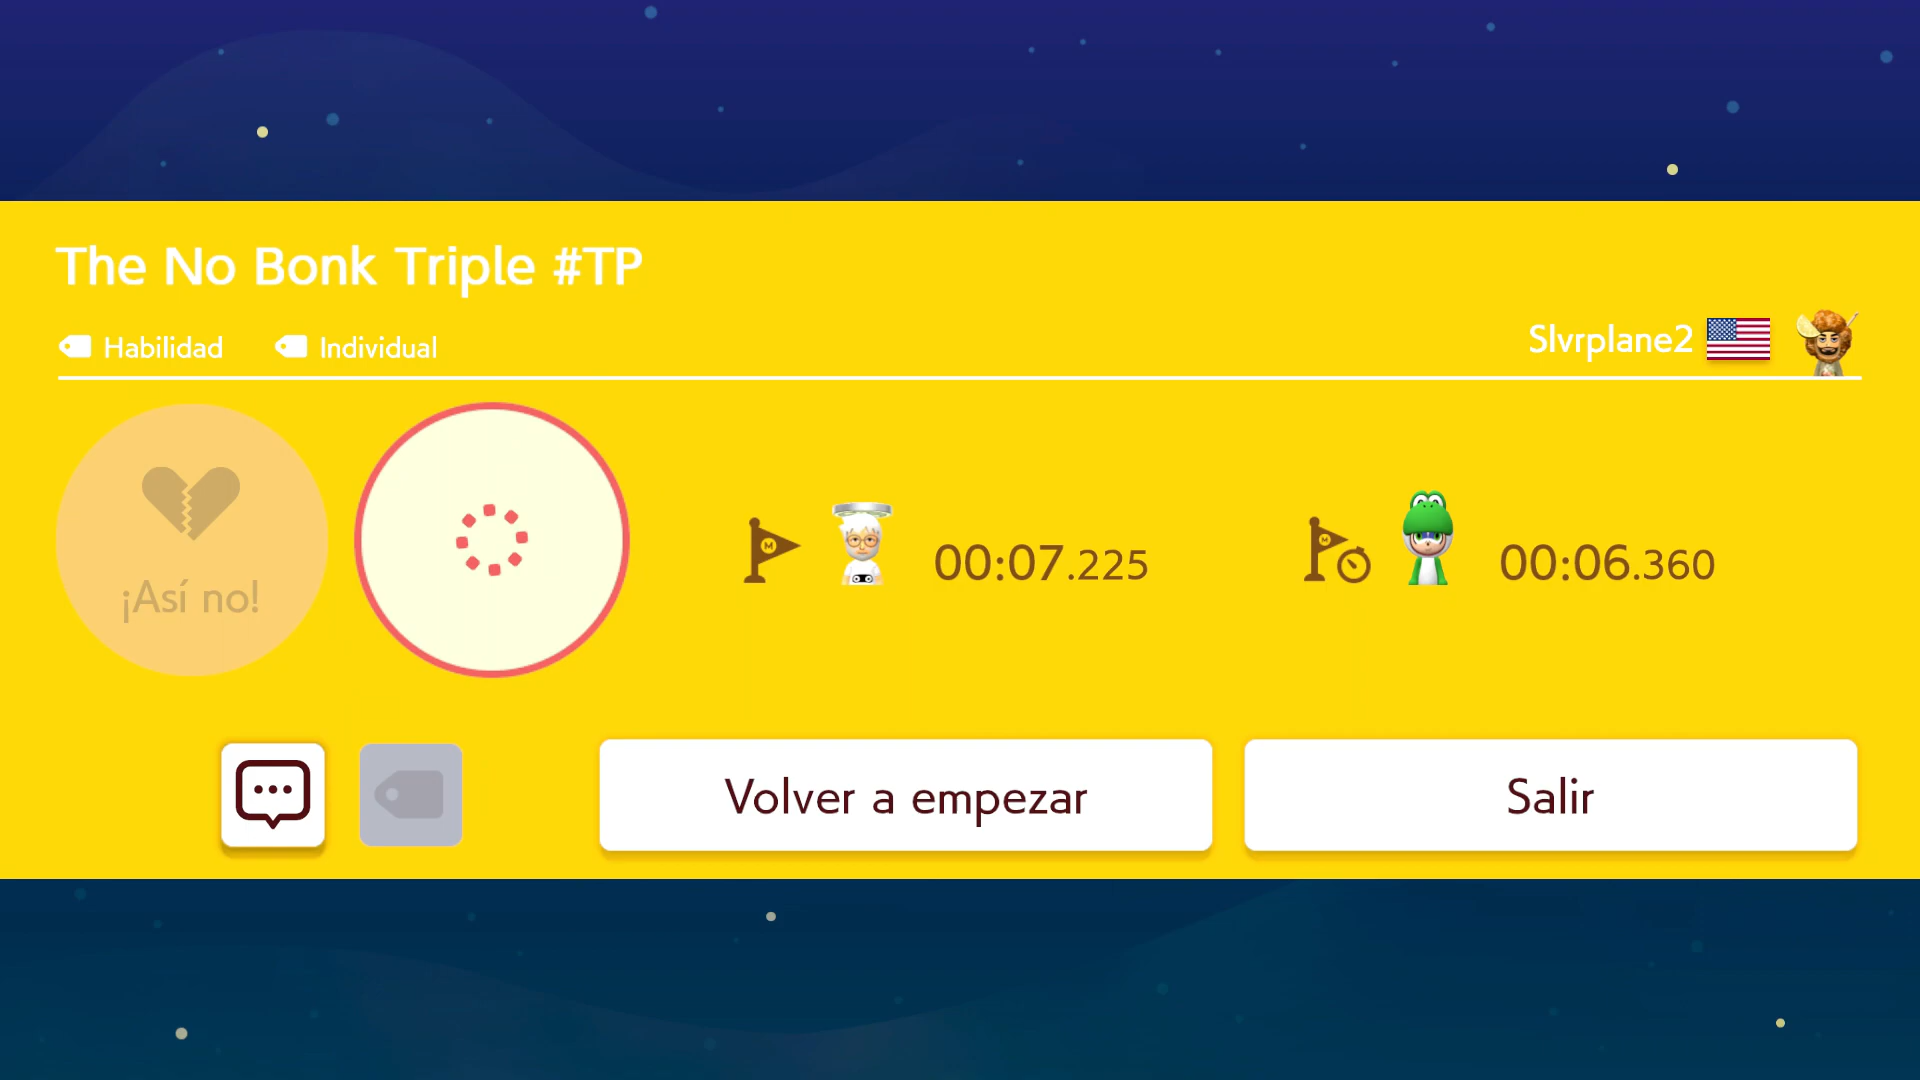 The No Bonk Triple #TP
Habilidad Individual
Slvrplane2
M 00:07.225 M 00:06.360
¡Así no!
Volver a empezar Salir